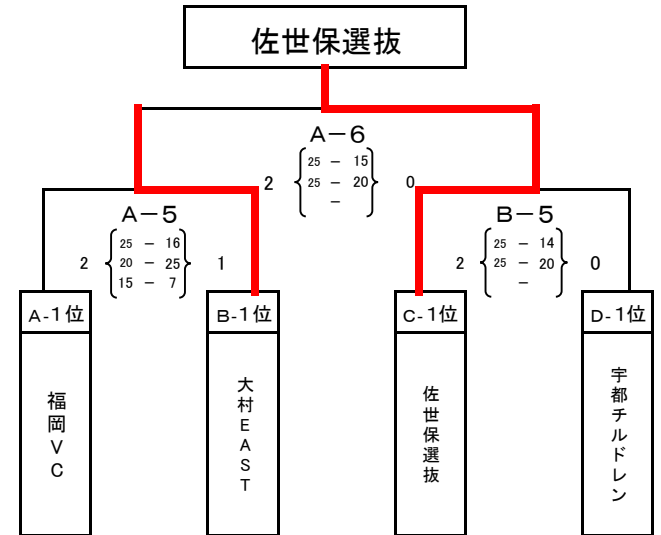 佐世保選抜
A－6
2 25 － 15 0
25 － 20
－
A－5
2 25 － 16 1
20 － 25
15 － 7
B－5
2 25 － 14 0
25 － 20
－
A-1位
B-1位
C-1位
D-1位
福岡VC
大村EAST
佐世保選抜
宇都チルドレン